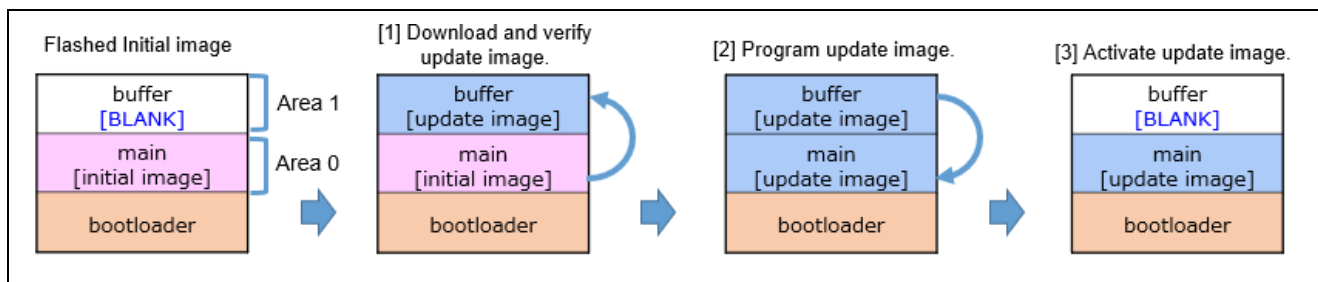 Flashed Initial image
buffer
[BLANK]
main
[initial image]
bootloader
Area 1
Area 0
[1] Download and verify
update image.
buffer
[update image]
main
[initial image]
bootloader
[2] Program update image.
buffer
[update image]
main
[update image]
bootloader
[3] Activate update image.
buffer
[BLANK]
main
[update image]
bootloader